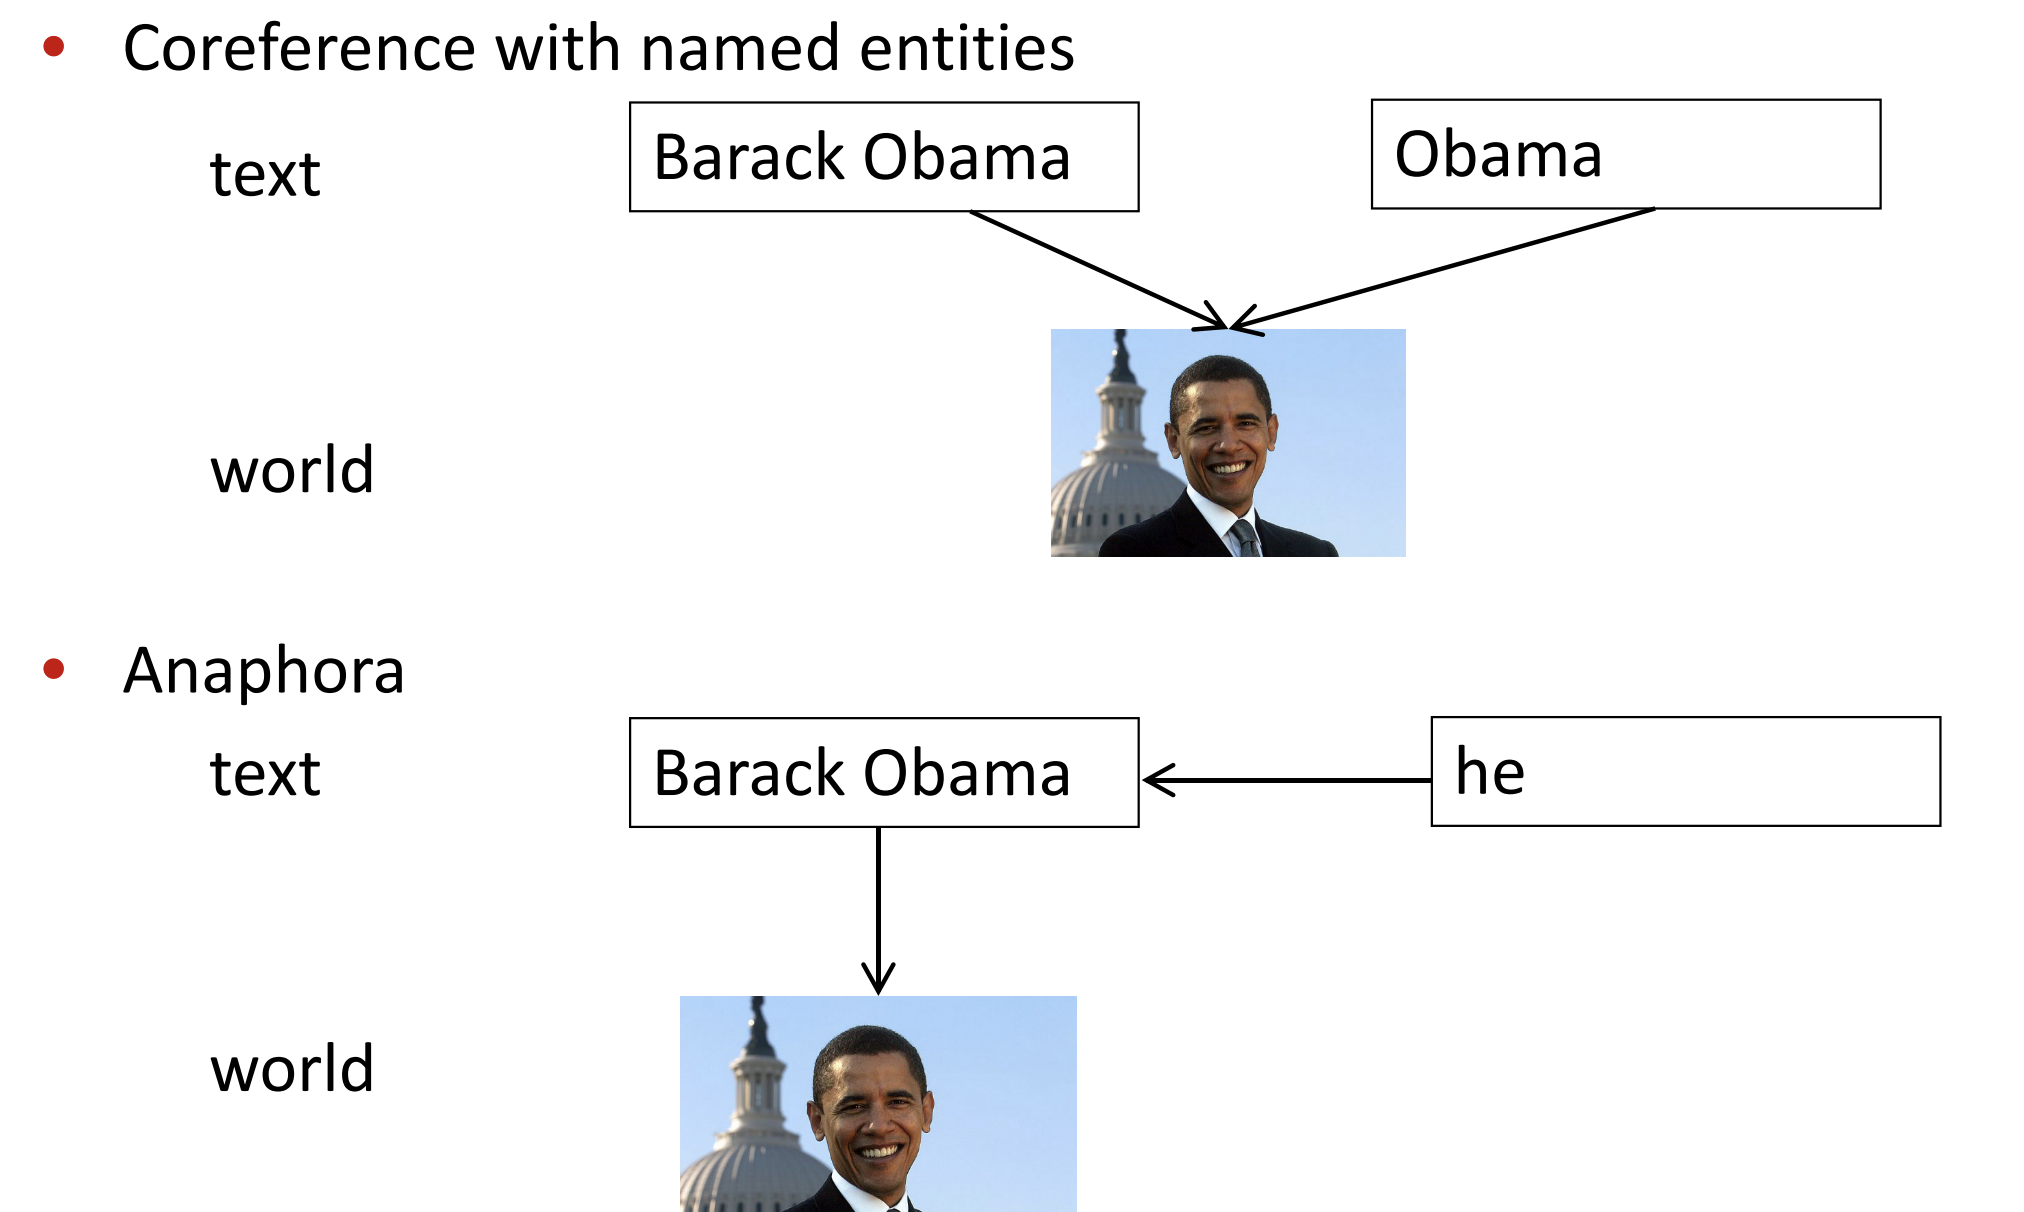 • Coreference with named entities
text
Barack Obama
Obama
world
• Anaphora
text
Barack Obama
he
world